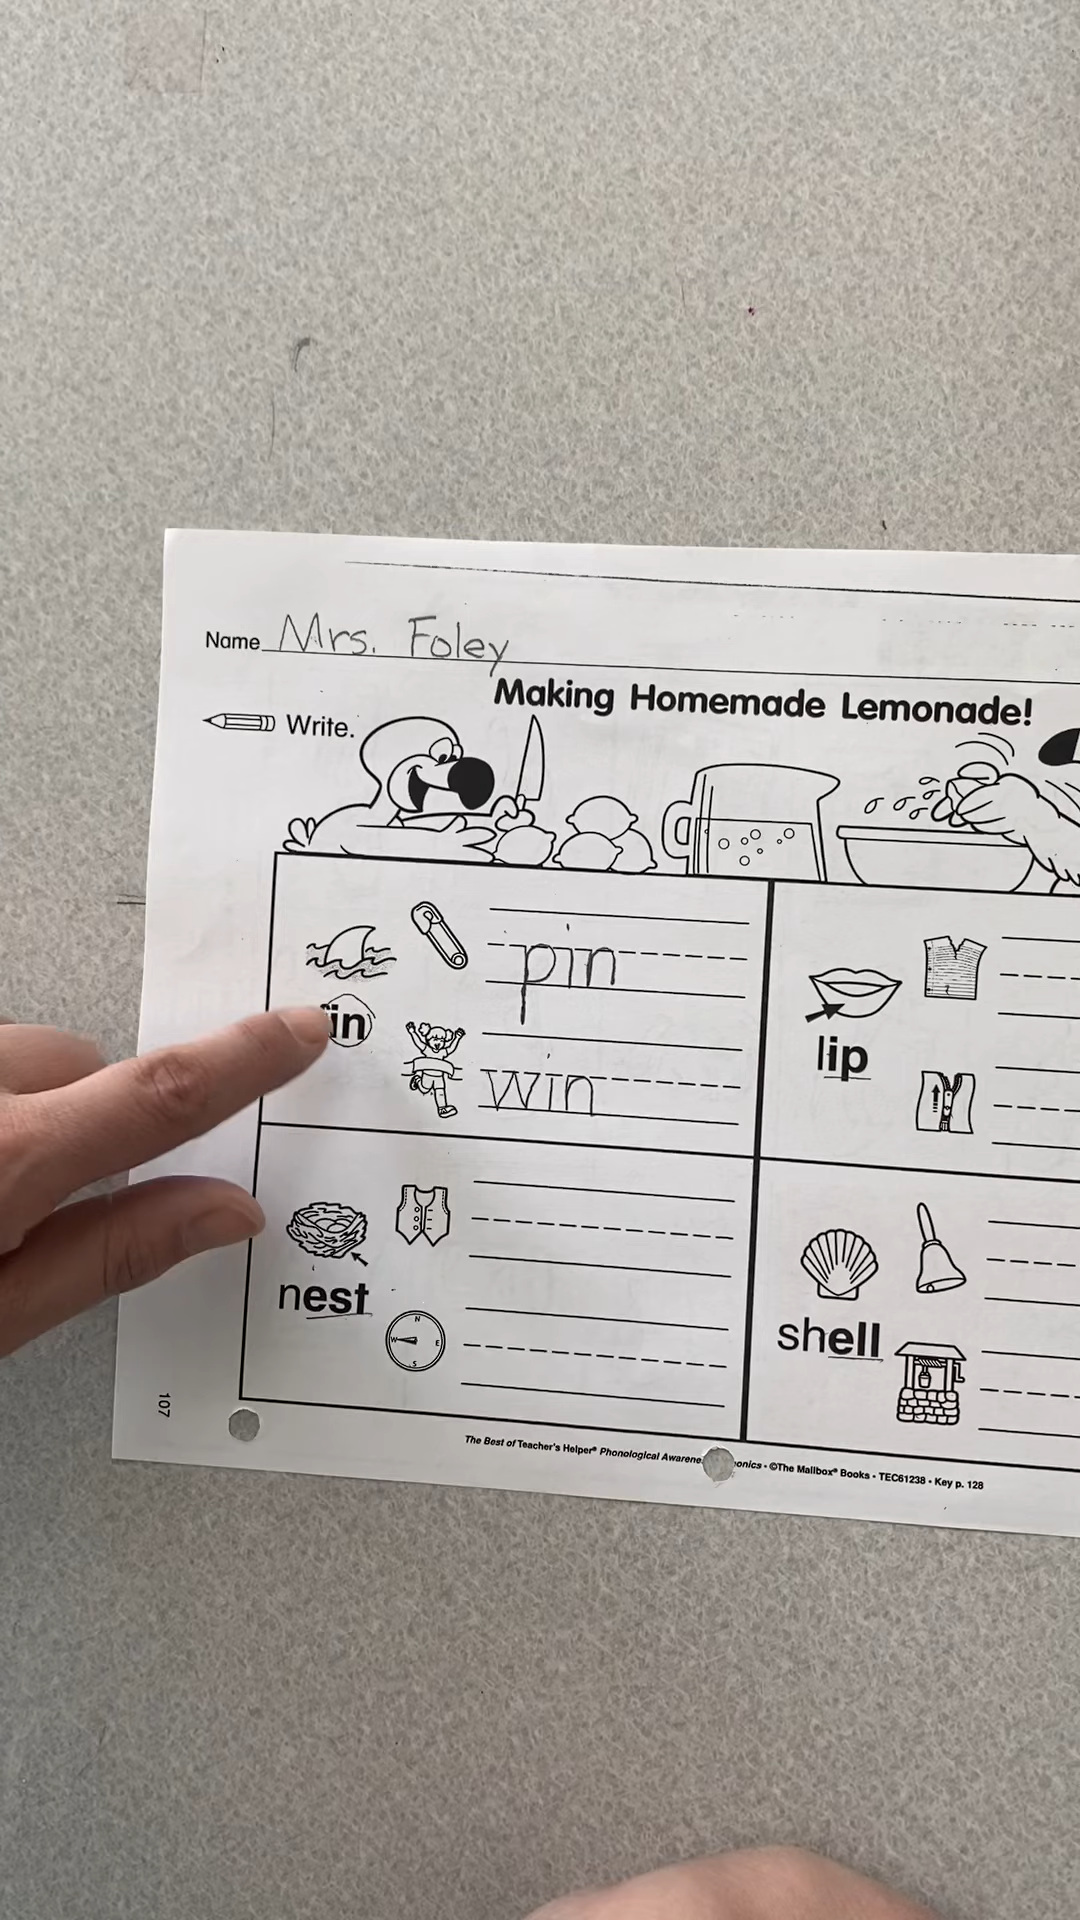 Name Mrs. Foley
Making Homemade Lemonade!
Write.
pin
in
win
lip
nest
N
W E
S
shell
107
The Best of Teacher's Helper® Phonological onics • ©The Mailbox® Books • TEC61238 • Key p. 128